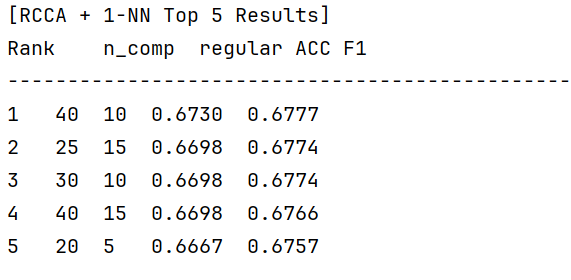 [RCCA + 1-NN Top 5 Results]
Rank    n_comp  regular ACC F1
-----------------------------------------------
1   40  10  0.6730  0.6777
2   25  15  0.6698  0.6774
3   30  10  0.6698  0.6774
4   40  15  0.6698  0.6766
5   20  5   0.6667  0.6757